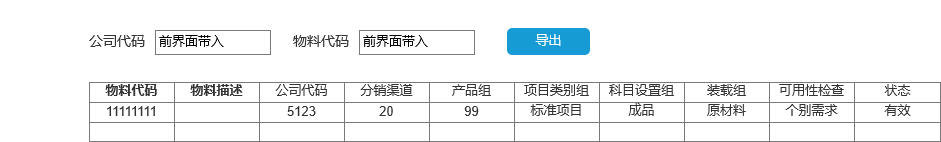 公司代码 前界面带入 物料代码 前界面带入 导出
物料代码 物料描述 公司代码 分销渠道 产品组 项目类别组 科目设置组 装载组 可用性检查 状态
11111111 5123 20 99 标准项目 成品 原材料 个别需求 有效